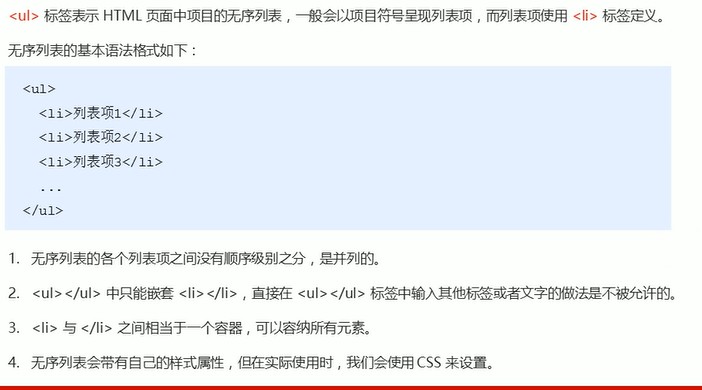 <ul> 标签表示 HTML 页面中项目的无序列表，一般会以项目符号呈现列表项，而列表项使用 <li> 标签定义。
无序列表的基本语法格式如下：
<ul>
<li>列表项1</li>
<li>列表项2</li>
<li>列表项3</li>
...
</ul>
1. 无序列表的各个列表项之间没有顺序级别之分，是并列的。
2. <ul></ul> 中只能嵌套 <li></li>，直接在 <ul></ul> 标签中输入其他标签或者文字的做法是不被允许的。
3. <li> 与 </li> 之间相当于一个容器，可以容纳所有元素。
4. 无序列表会带有自己的样式属性，但在实际使用时，我们会使用 CSS 来设置。